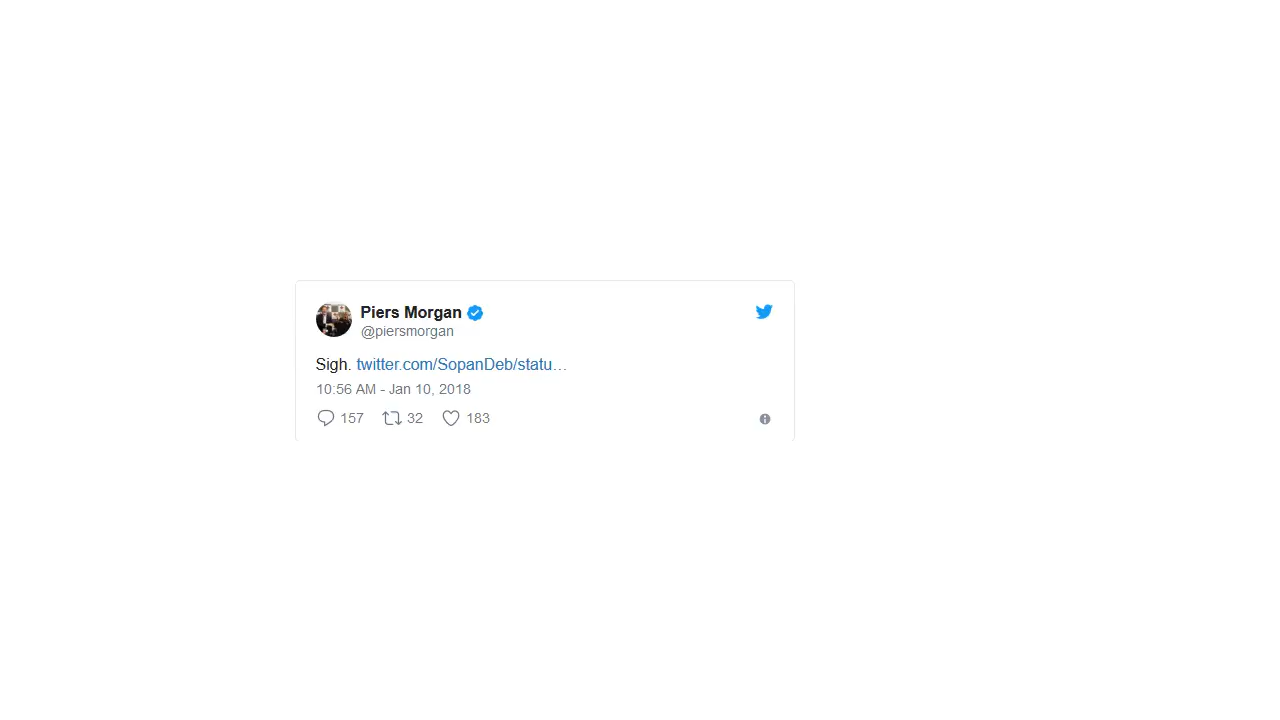 Piers Morgan
@piersmorgan
Sigh. twitter.com/SopanDeb/statu…
10:56 AM - Jan 10, 2018
157 32 183